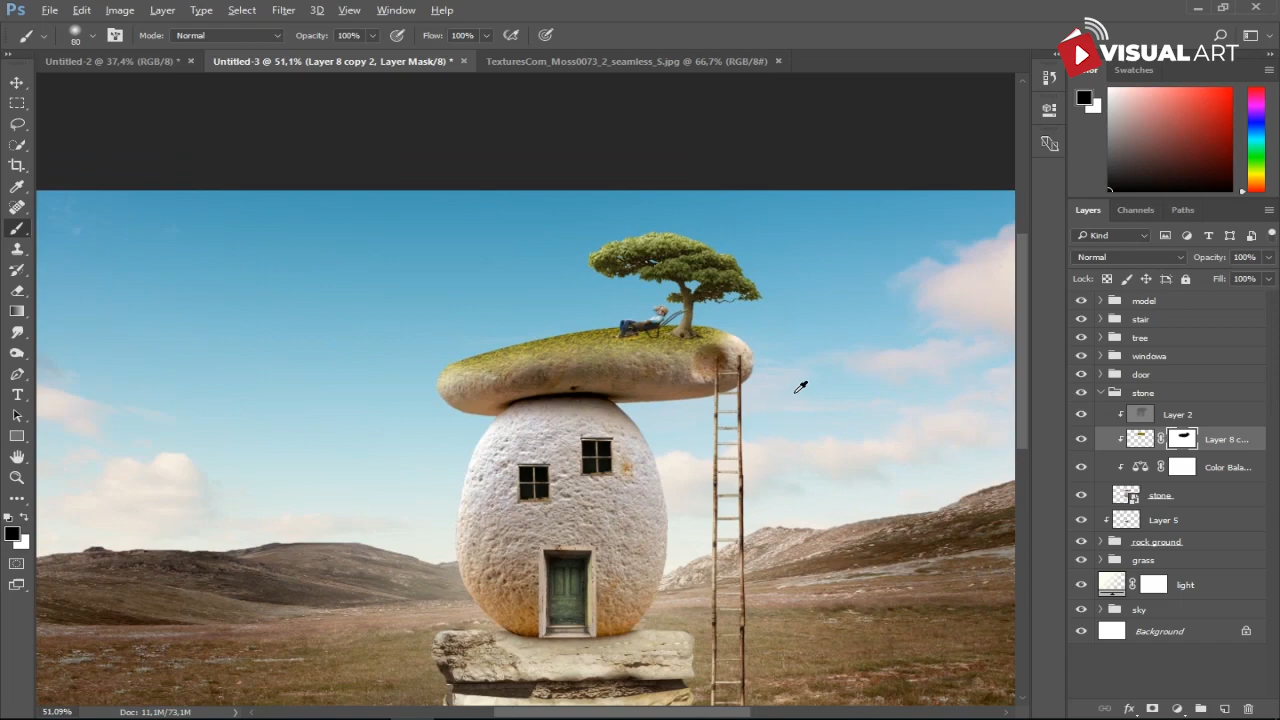 Ps File Edit Image Layer Type Select Filter 3D View Window Help
80 Mode: Normal Opacity: 100% Flow: 100%
VISUAL ART
Untitled-2 @ 37,4% (RGB/8) * Untitled-3 @ 51,1% (Layer 8 copy 2, Layer Mask/8) * TexturesCom_Moss0073_2_seamless_S.jpg @ 66,7% (RGB/8#)
Swatches
Layers Channels Paths
Kind
Normal Opacity: 100%
Lock: Fill: 100%
model
stair
tree
windowa
door
stone
Layer 2
Layer 8 c...
Color Bala...
stone
Layer 5
rock ground
grass
light
sky
Background
51.09% Doc: 11,1M/73,1M
fx